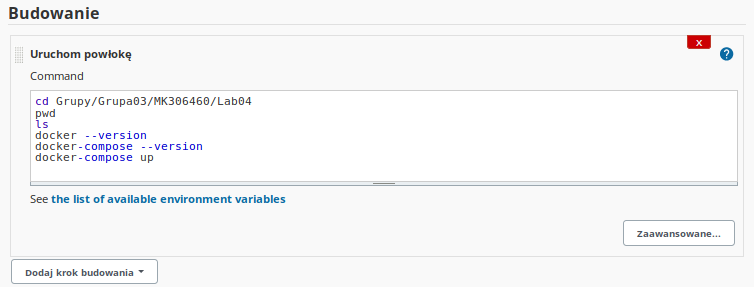 Budowanie
x
Uruchom powłokę
?
Command
cd Grupy/Grupa03/MK306460/Lab04
pwd
ls
docker --version
docker-compose --version
docker-compose up
See the list of available environment variables
Zaawansowane...
Dodaj krok budowania